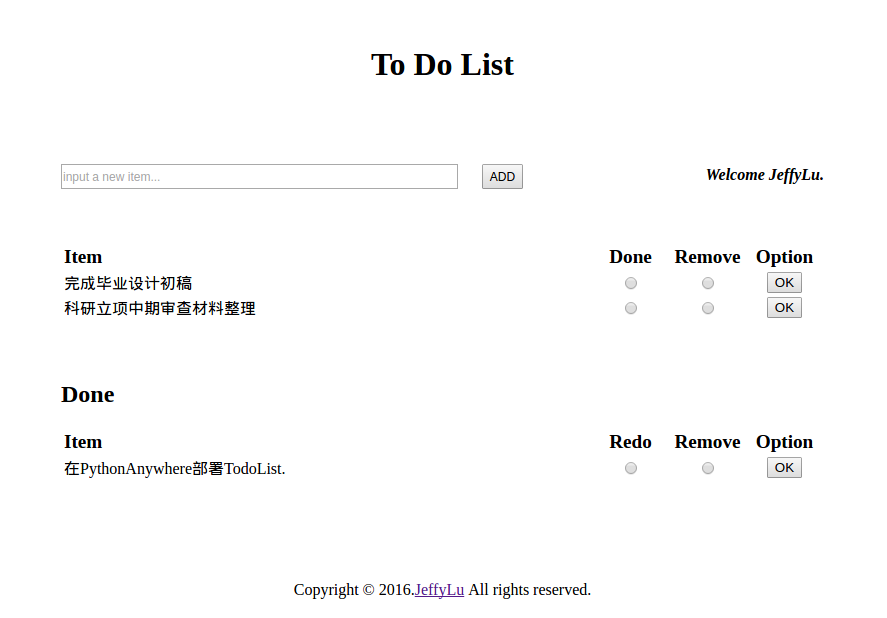 To Do List
input a new item...
ADD
Welcome JeffyLu.
Item Done Remove Option
完成毕业设计初稿 OK
科研立项中期审查材料整理 OK
Done
Item Redo Remove Option
在PythonAnywhere部署TodoList. OK
Copyright © 2016.JeffyLu All rights reserved.